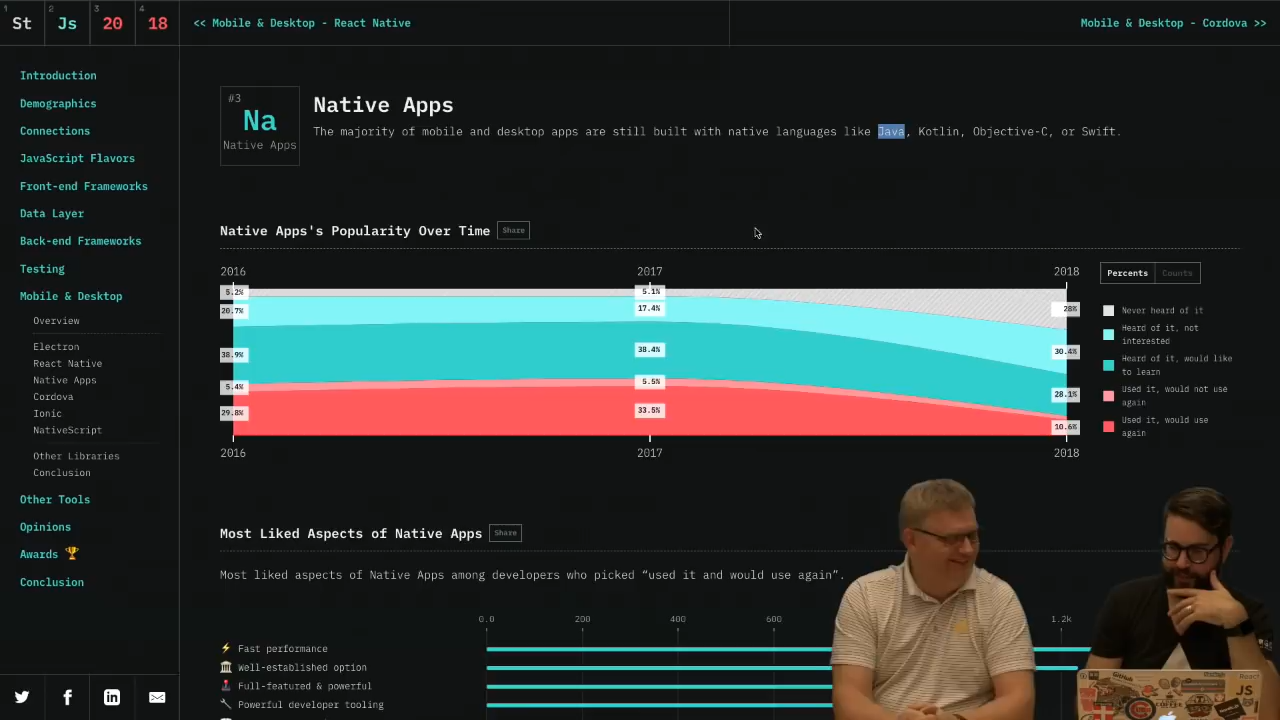 1 St 2 Js 3 20 4 18
<< Mobile & Desktop - React Native
Mobile & Desktop - Cordova >>
Introduction
Demographics
Connections
JavaScript Flavors
Front-end Frameworks
Data Layer
Back-end Frameworks
Testing
Mobile & Desktop
Overview
Electron
React Native
Native Apps
Cordova
Ionic
NativeScript
Other Libraries
Conclusion
Other Tools
Opinions
Awards 🏆
Conclusion
#3
Na
Native Apps
Native Apps
The majority of mobile and desktop apps are still built with native languages like Java, Kotlin, Objective-C, or Swift.
Native Apps's Popularity Over Time Share
2016 2017 2018
Percents Counts
5.2% 5.1% 28%
20.7% 17.4% 30.4%
38.9% 38.4% 28.1%
5.4% 5.5%
29.8% 33.5% 10.6%
2016 2017 2018
Never heard of it
Heard of it, not
interested
Heard of it, would like
to learn
Used it, would not use
again
Used it, would use
again
Most Liked Aspects of Native Apps Share
Most liked aspects of Native Apps among developers who picked “used it and would use again”.
0.0 200 400 600 1.2k
⚡ Fast performance
🏛 Well-established option
🕹 Full-featured & powerful
🔧 Powerful developer tooling
GitHub
React
JS